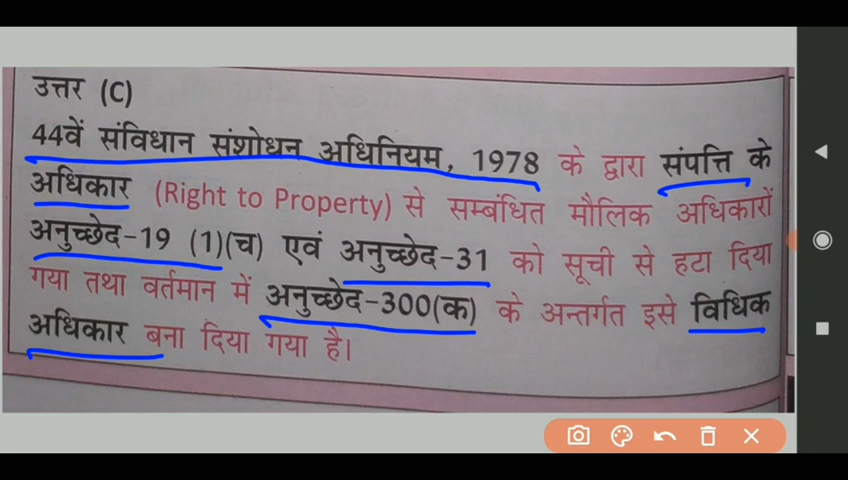 उत्तर (C)
44वें संविधान संशोधन अधिनियम, 1978 के द्वारा संपत्ति के
अधिकार (Right to Property) से सम्बंधित मौलिक अधिकारों
अनुच्छेद-19 (1)(च) एवं अनुच्छेद-31 को सूची से हटा दिया
गया तथा वर्तमान में अनुच्छेद-300(क) के अन्तर्गत इसे विधिक
अधिकार बना दिया गया है।